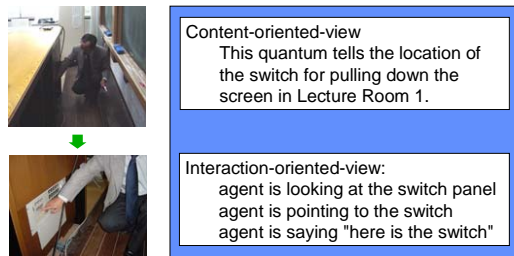 Content-oriented-view
This quantum tells the location of
the switch for pulling down the
screen in Lecture Room 1.
Interaction-oriented-view:
agent is looking at the switch panel
agent is pointing to the switch
agent is saying "here is the switch"